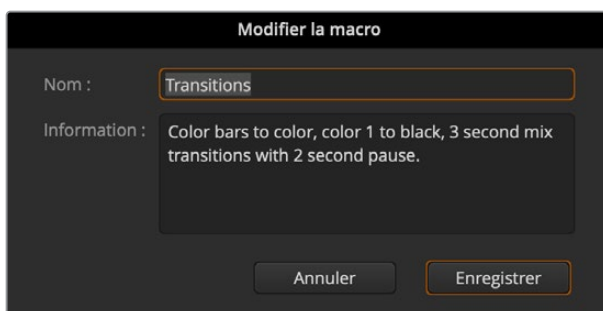 Modifier la macro
Nom : Transitions
Information : Color bars to color, color 1 to black, 3 second mix
transitions with 2 second pause.
Annuler Enregistrer